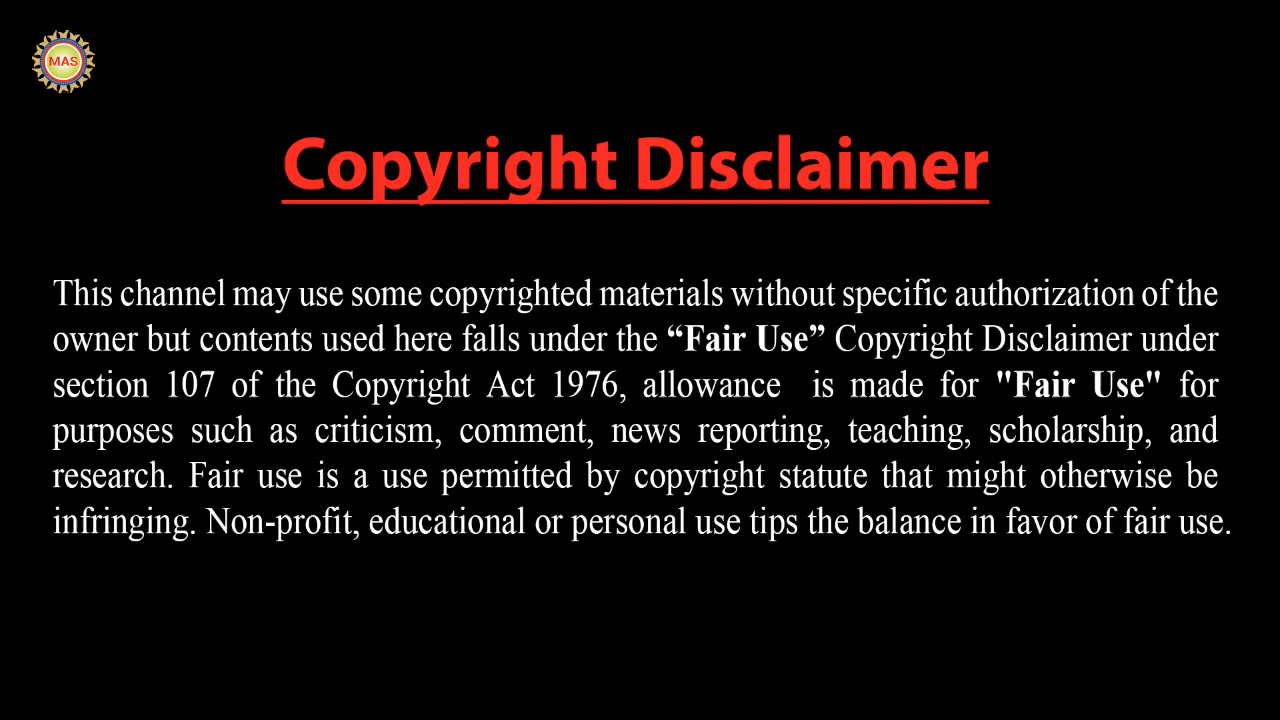 MAS
Copyright Disclaimer
This channel may use some copyrighted materials without specific authorization of the
owner but contents used here falls under the “Fair Use” Copyright Disclaimer under
section 107 of the Copyright Act 1976, allowance is made for "Fair Use" for
purposes such as criticism, comment, news reporting, teaching, scholarship, and
research. Fair use is a use permitted by copyright statute that might otherwise be
infringing. Non-profit, educational or personal use tips the balance in favor of fair use.